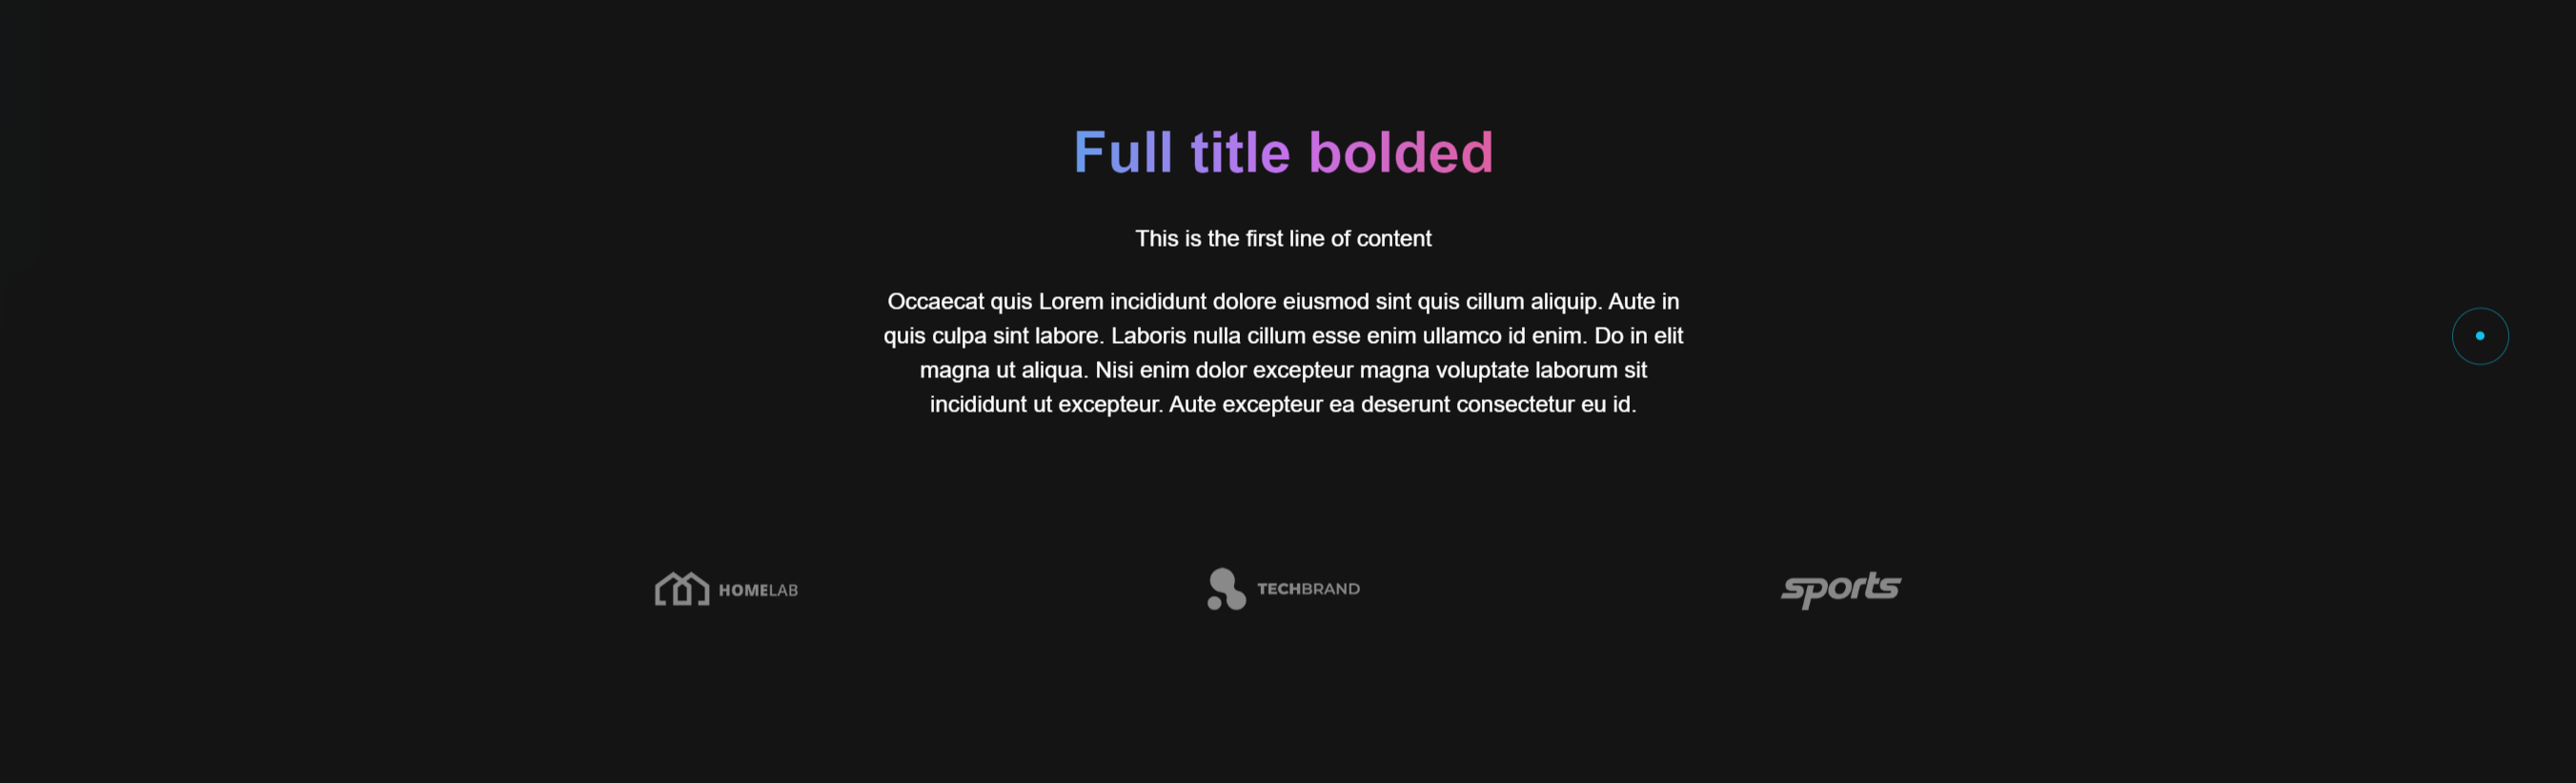 Full title bolded
This is the first line of content
Occaecat quis Lorem incididunt dolore eiusmod sint quis cillum aliquip. Aute in
quis culpa sint labore. Laboris nulla cillum esse enim ullamco id enim. Do in elit
magna ut aliqua. Nisi enim dolor excepteur magna voluptate laborum sit
incididunt ut excepteur. Aute excepteur ea deserunt consectetur eu id.
HOMELAB
TECHBRAND
sports